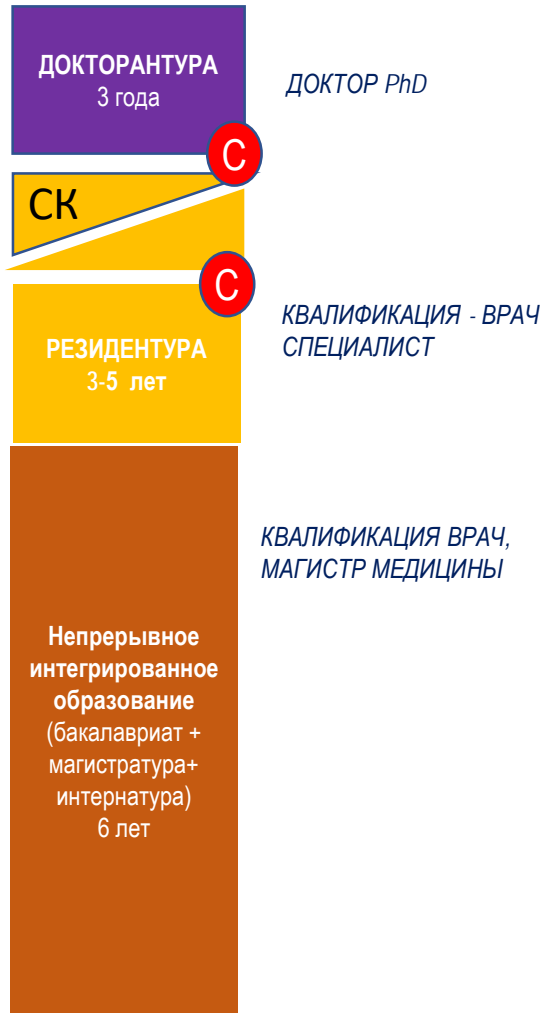 ДОКТОРАНТУРА
3 года
ДОКТОР PhD
С
СК
С
КВАЛИФИКАЦИЯ - ВРАЧ
СПЕЦИАЛИСТ
РЕЗИДЕНТУРА
3-5 лет
КВАЛИФИКАЦИЯ ВРАЧ,
МАГИСТР МЕДИЦИНЫ
Непрерывное
интегрированное
образование
(бакалавриат +
магистратура+
интернатура)
6 лет